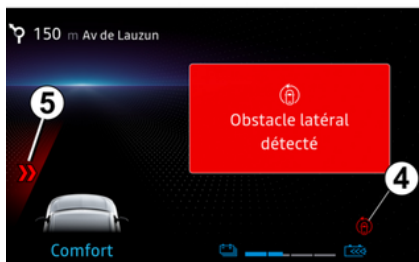 150 m Av de Lauzun
5
Obstacle latéral
détecté
4
Comfort